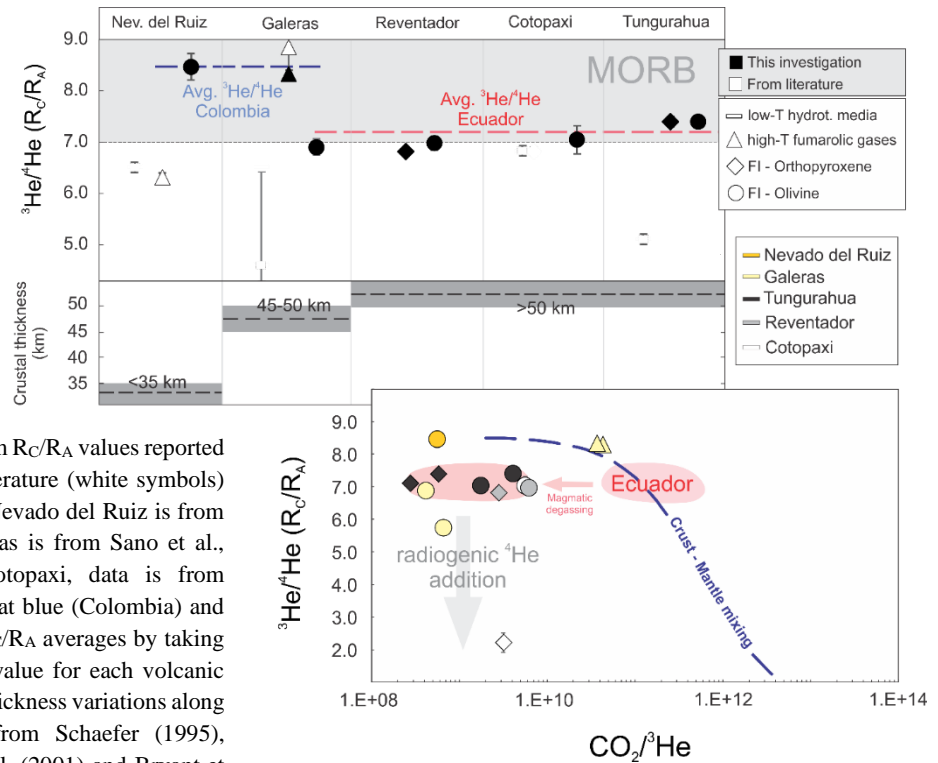 Nev. del Ruiz Galeras Reventador Cotopaxi Tungurahua
9.0
8.0
7.0
6.0
5.0
³He/⁴He (R_C/R_A)
MORB
Avg. ³He/⁴He
Colombia
Avg. ³He/⁴He
Ecuador
This investigation
From literature
low-T hydrot. media
high-T fumarolic gases
FI - Orthopyroxene
FI - Olivine
Nevado del Ruiz
Galeras
Tungurahua
Reventador
Cotopaxi
50
45
40
35
Crustal thickness
(km)
<35 km
45-50 km
>50 km
R_C/R_A values reported
erature (white symbols)
Nevado del Ruiz is from
as is from Sano et al.,
otopaxi, data is from
at blue (Colombia) and
c/R_A averages by taking
value for each volcanic
ickness variations along
from Schaefer (1995),
l. (2001) and Bryant et
9.0
8.0
7.0
6.0
5.0
4.0
3.0
2.0
³He/⁴He (R_C/R_A)
Ecuador
Magmatic
degassing
radiogenic ⁴He
addition
Crust - Mantle mixing
1.E+08 1.E+10 1.E+12 1.E+14
CO₂/³He